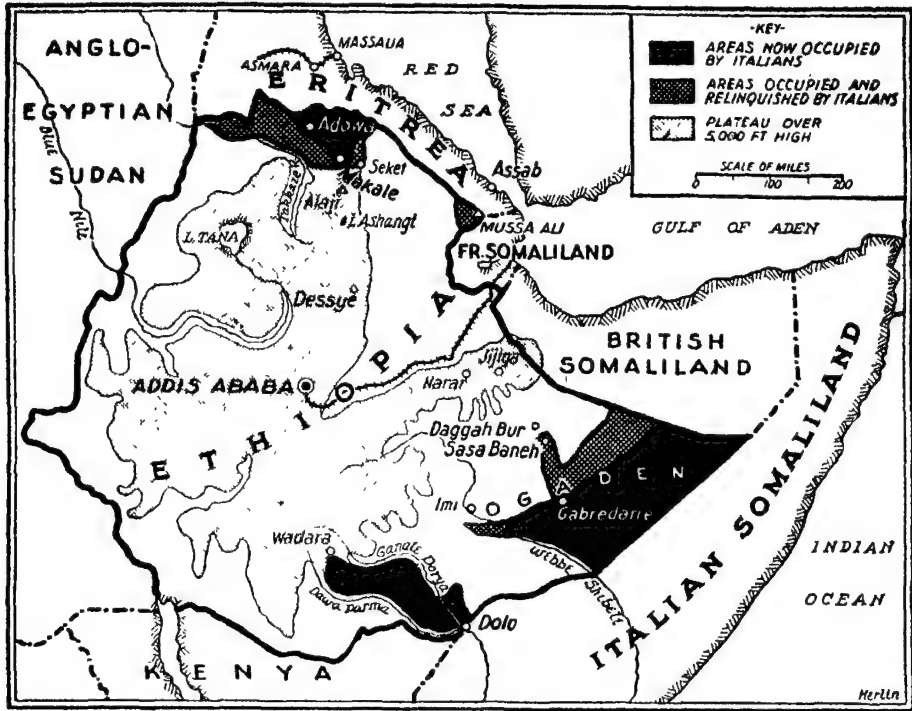 ANGLO-
EGYPTIAN
SUDAN
Blue
Nile
MASSAUA
ASMARA
RED
SEA
ERITREA
Adowa
Seket
Makale
Takkaze
Alaji
L.Ashangi
L. TANA
Assab
MUSSA ALI
FR. SOMALILAND
GULF OF ADEN
-KEY-
AREAS NOW OCCUPIED
BY ITALIANS
AREAS OCCUPIED AND
RELINQUISHED BY ITALIANS
PLATEAU OVER
5,000 FT HIGH
SCALE OF MILES
0 100 200
Dessye
BRITISH
SOMALILAND
ADDIS ABABA
ETHIOPIA
Jijiga
Harar
Daggah Bur
Sasa Baneh
OGADEN
Imi
Gabredarre
ITALIAN SOMALILAND
Wadara
Ganale Dorya
Dawa Parma
Webbe Shibeli
Dolo
INDIAN
OCEAN
KENYA
Merlin